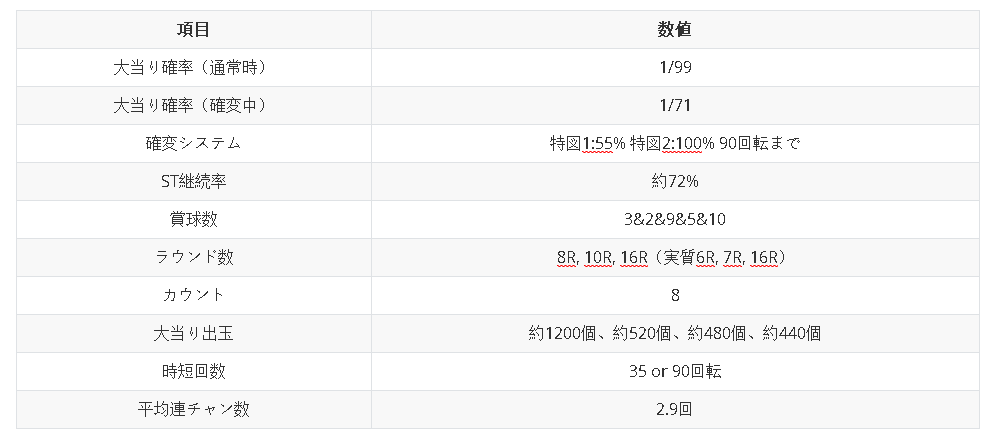 項目 数値
大当り確率（通常時） 1/99
大当り確率（確変中） 1/71
確変システム 特図1:55% 特図2:100% 90回転まで
ST継続率 約72%
賞球数 3&2&9&5&10
ラウンド数 8R, 10R, 16R（実質6R, 7R, 16R）
カウント 8
大当り出玉 約1200個、約520個、約480個、約440個
時短回数 35 or 90回転
平均連チャン数 2.9回